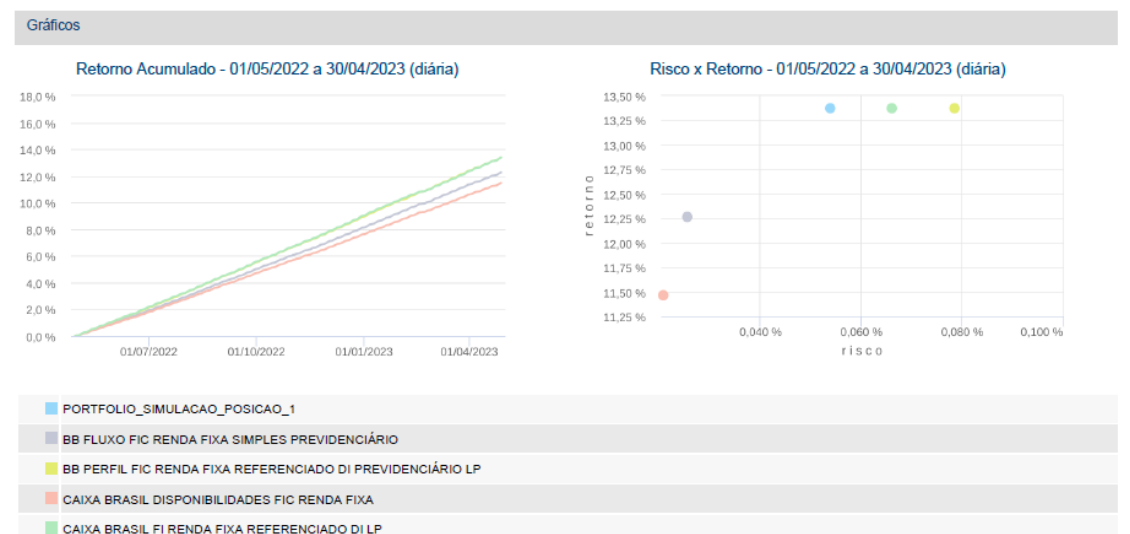 Gráficos
Retorno Acumulado - 01/05/2022 a 30/04/2023 (diária)
18,0 %
16,0 %
14,0 %
12,0 %
10,0 %
8,0 %
6,0 %
4,0 %
2,0 %
0,0 %
01/07/2022 01/10/2022 01/01/2023 01/04/2023
Risco x Retorno - 01/05/2022 a 30/04/2023 (diária)
retorno
13,50 %
13,25 %
13,00 %
12,75 %
12,50 %
12,25 %
12,00 %
11,75 %
11,50 %
11,25 %
0,040 % 0,060 % 0,080 % 0,100 %
risco
PORTFOLIO_SIMULACAO_POSICAO_1
BB FLUXO FIC RENDA FIXA SIMPLES PREVIDENCIÁRIO
BB PERFIL FIC RENDA FIXA REFERENCIADO DI PREVIDENCIÁRIO LP
CAIXA BRASIL DISPONIBILIDADES FIC RENDA FIXA
CAIXA BRASIL FI RENDA FIXA REFERENCIADO DI LP